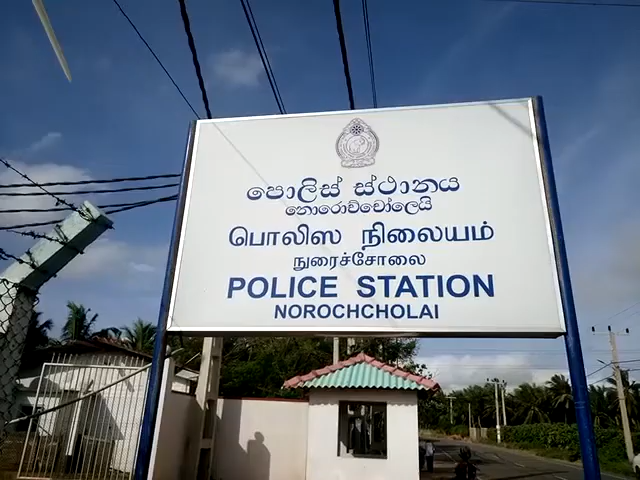 පොලිස් ස්ථානය
නොරොච්චෝලෙයි
பொலிஸ நிலையம்
நுரைச்சோலை
POLICE STATION
NOROCHCHOLAI